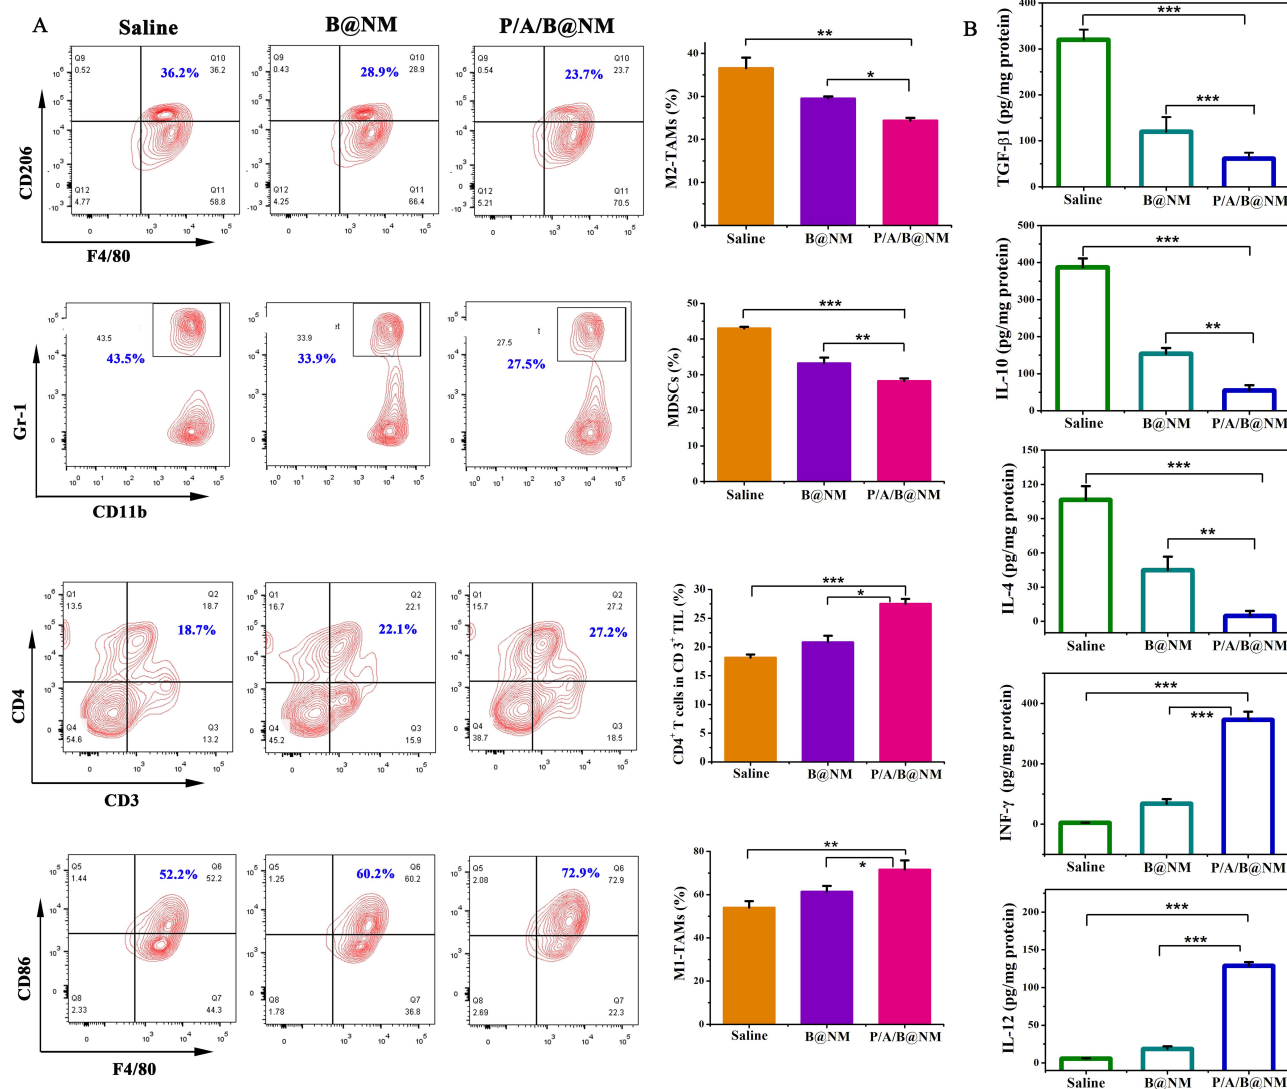 A
Saline
B@NM
P/A/B@NM
B
Q9
0.52
36.2%
Q10
36.2
Q12
4.77
Q11
58.8
Q9
0.43
28.9%
Q10
28.9
Q12
4.25
Q11
66.4
Q9
0.54
23.7%
Q10
23.7
Q12
5.21
Q11
70.5
CD206
F4/80
M2-TAMs (%)
**
*
Saline
B@NM
P/A/B@NM
TGF-β1 (pg/mg protein)
***
***
Saline
B@NM
P/A/B@NM
IL-10 (pg/mg protein)
***
**
Saline
B@NM
P/A/B@NM
43.5
43.5%
33.9
33.9%
27.5
27.5%
Gr-1
CD11b
MDSCs (%)
***
**
Saline
B@NM
P/A/B@NM
IL-4 (pg/mg protein)
***
**
Saline
B@NM
P/A/B@NM
Q1
13.5
Q2
18.7
18.7%
Q4
54.6
Q3
13.2
Q1
16.7
Q2
22.1
22.1%
Q4
45.2
Q3
15.9
Q1
15.7
Q2
27.2
27.2%
Q4
38.7
Q3
18.5
CD4
CD3
CD4+ T cells in CD 3+ TIL (%)
***
*
Saline
B@NM
P/A/B@NM
INF-γ (pg/mg protein)
***
***
Saline
B@NM
P/A/B@NM
Q5
1.44
52.2%
Q6
52.2
Q8
2.33
Q7
44.3
Q5
1.25
60.2%
Q6
60.2
Q8
1.78
Q7
36.8
Q5
2.08
72.9%
Q6
72.9
Q8
2.69
Q7
22.3
CD86
F4/80
M1-TAMs (%)
**
*
Saline
B@NM
P/A/B@NM
IL-12 (pg/mg protein)
***
***
Saline
B@NM
P/A/B@NM